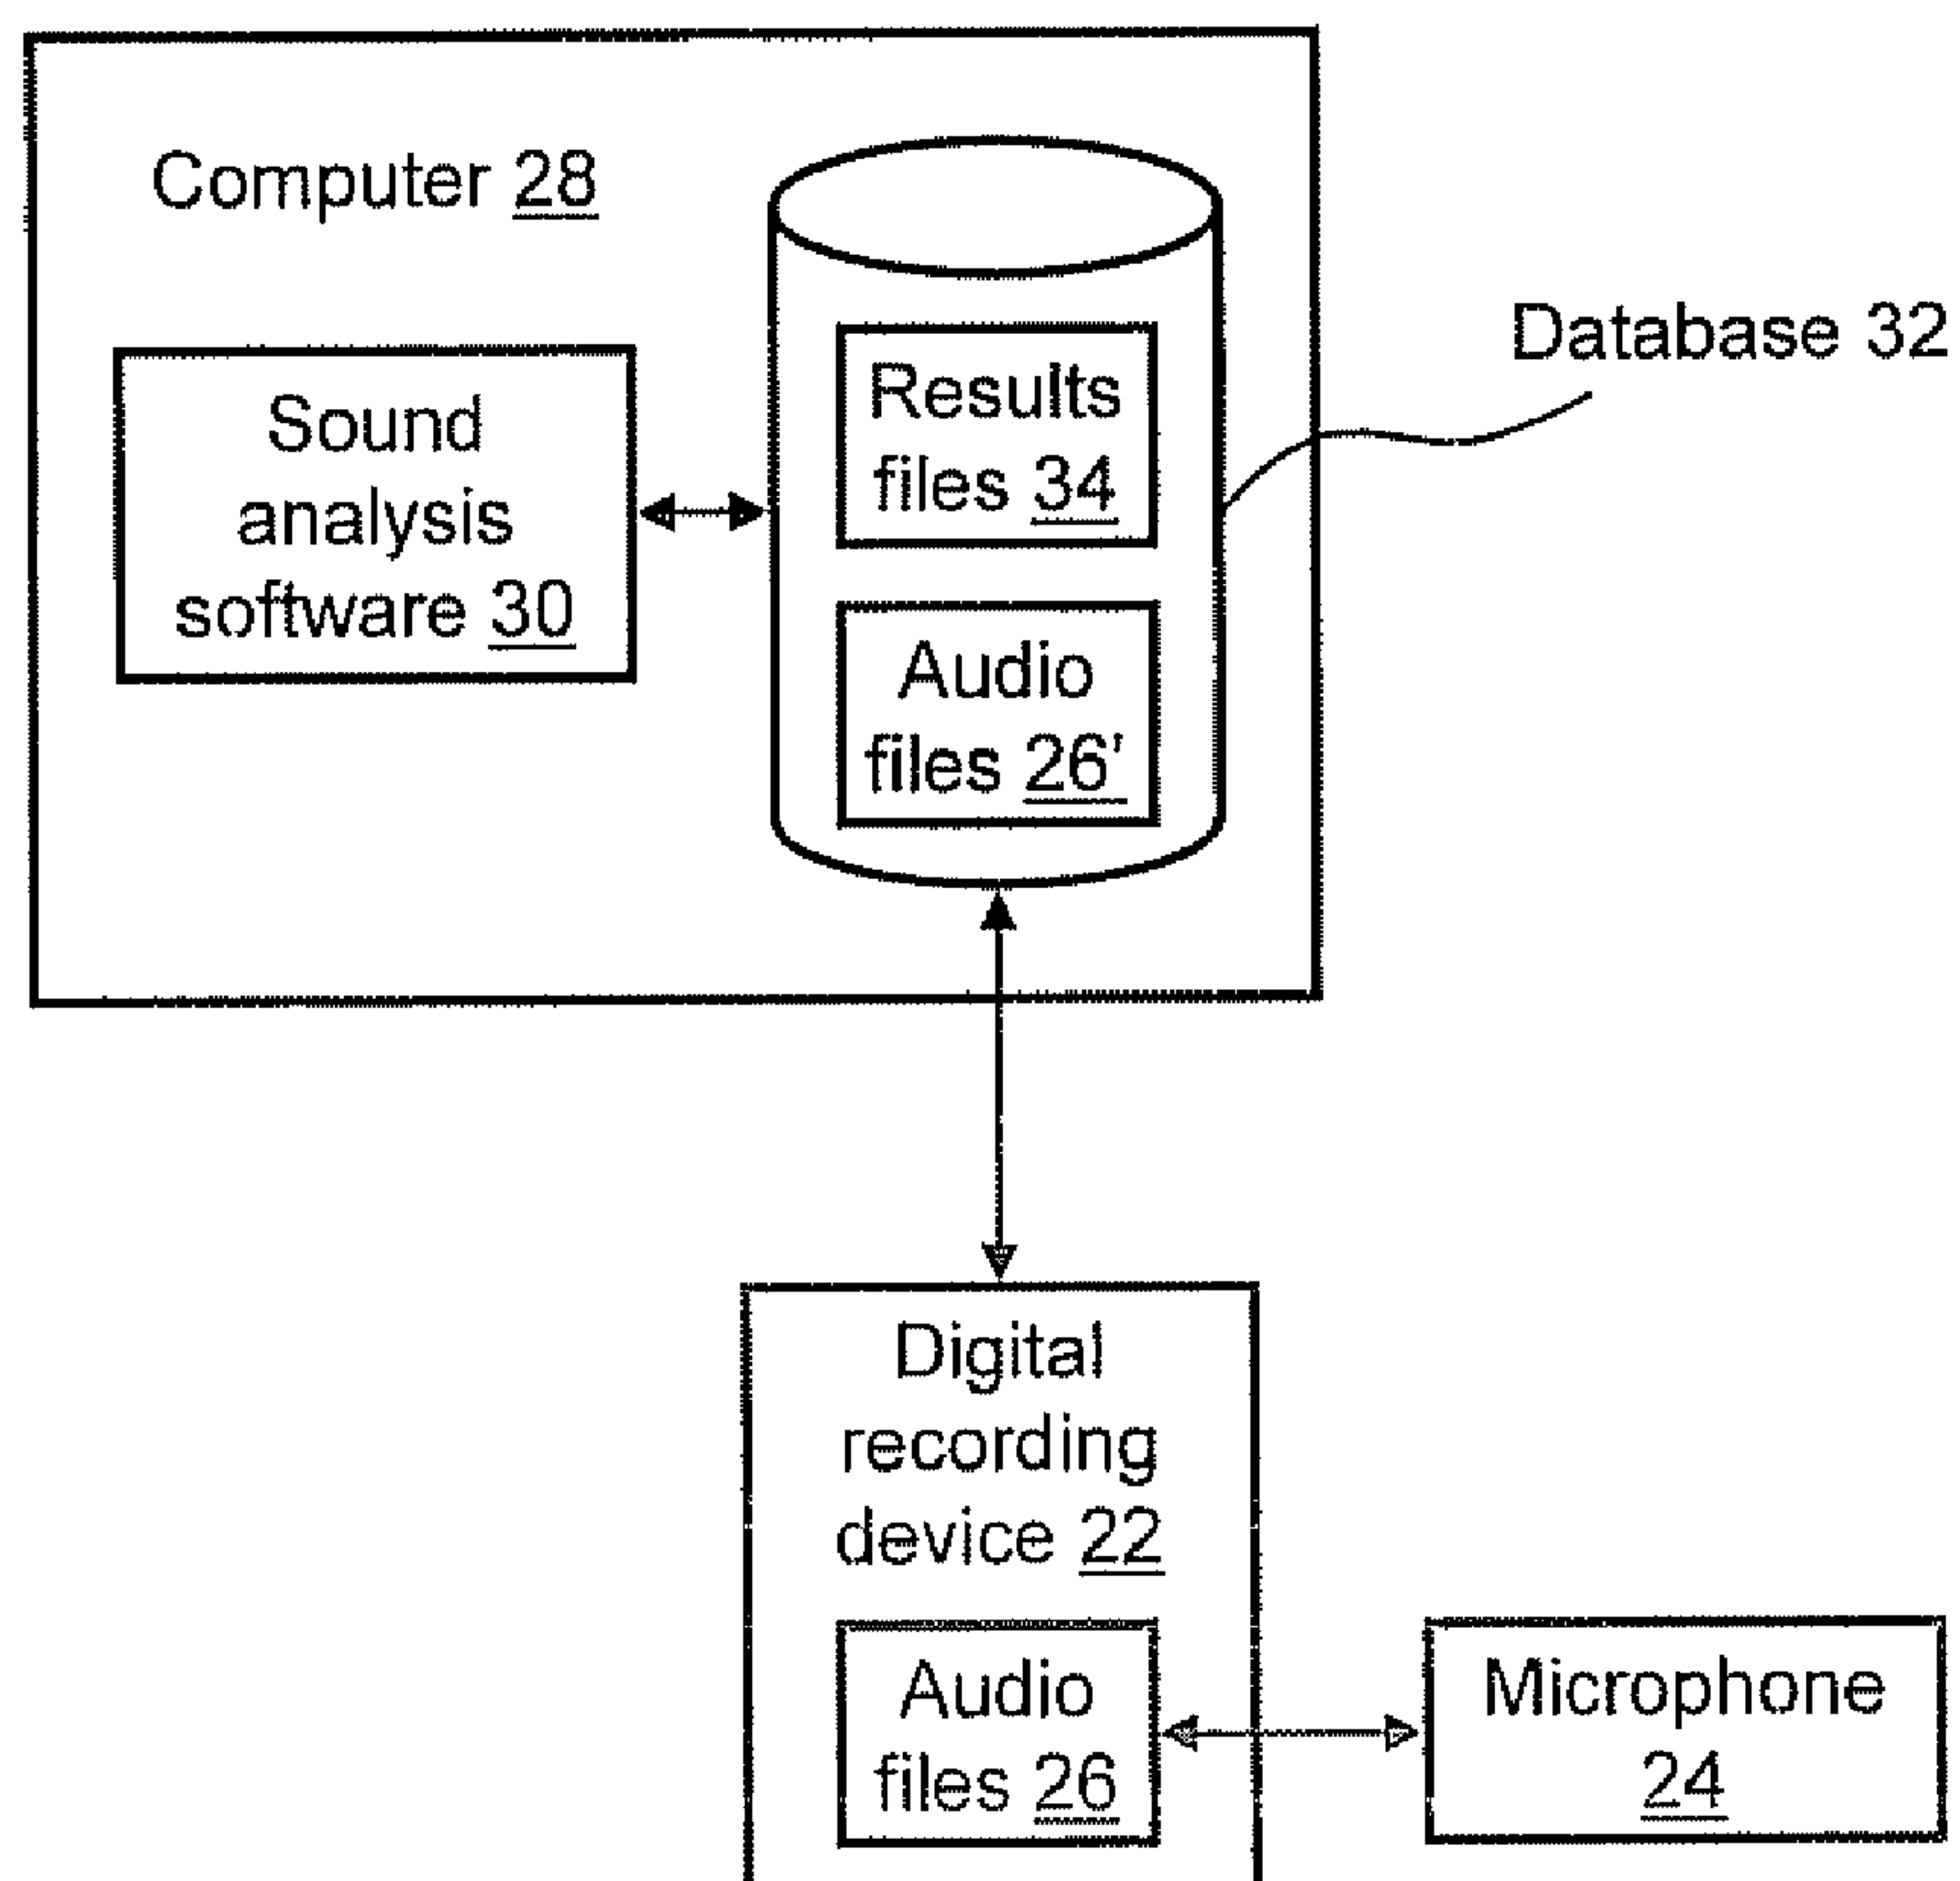 Computer 28
Sound
analysis
software 30
Results
files 34
Audio
files 26'
Database 32
Digital
recording
device 22
Audio
files 26
Microphone
24